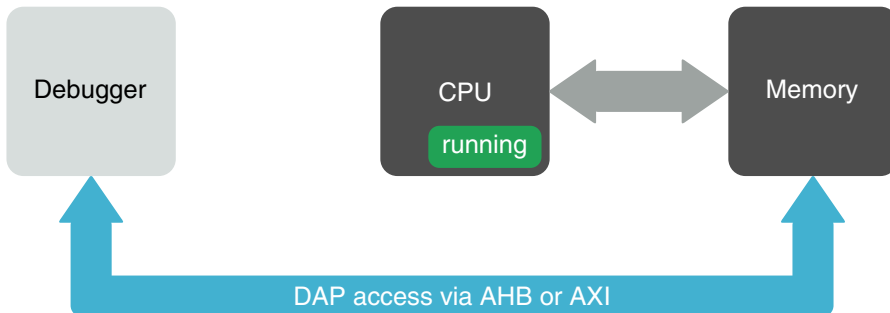 Debugger
CPU
Memory
running
DAP access via AHB or AXI